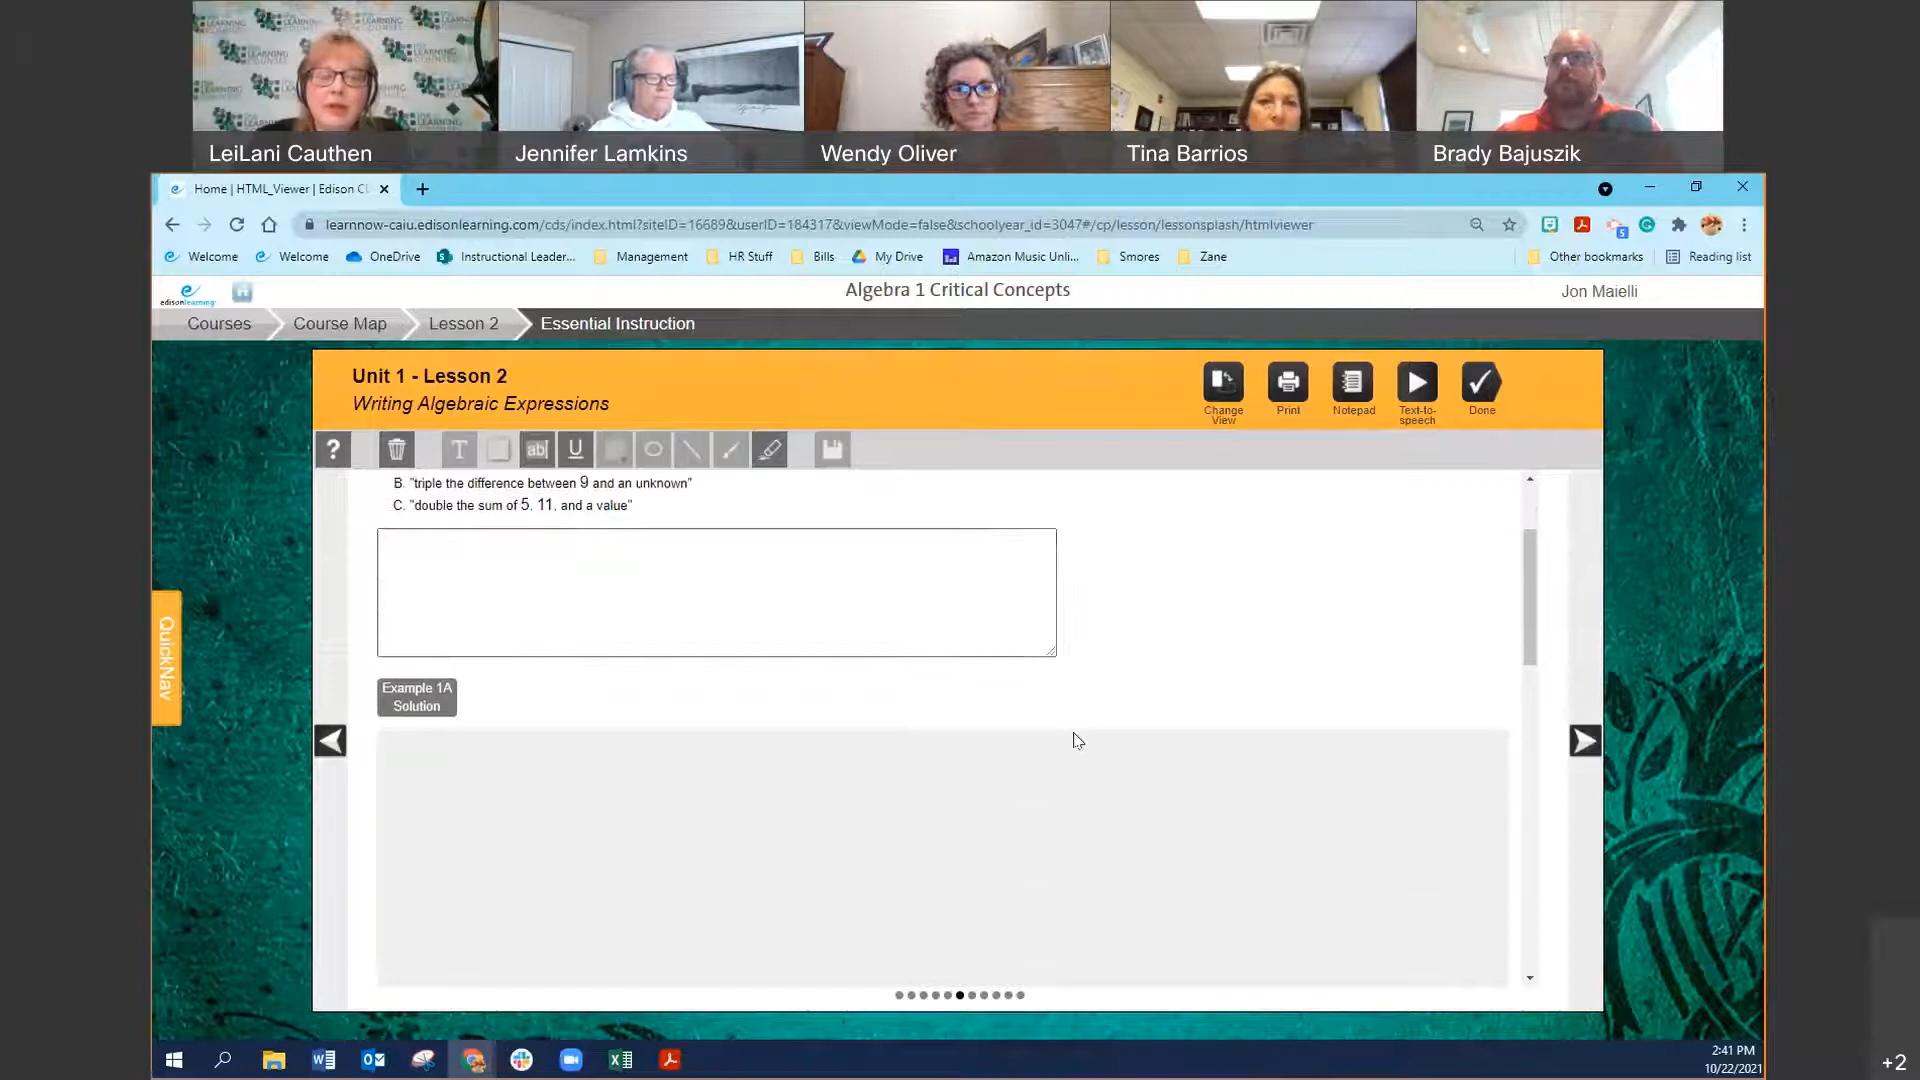 LeiLani Cauthen
Jennifer Lamkins
Wendy Oliver
Tina Barrios
Brady Bajuszik
Home | HTML_Viewer | Edison Cl
learnnow-caiu.edisonlearning.com/cds/index.html?siteID=16689&userID=184317&viewMode=false&schoolyear_id=3047#/cp/lesson/lessonsplash/htmlviewer
5
Welcome
Welcome
OneDrive
Instructional Leader...
Management
HR Stuff
Bills
My Drive
Amazon Music Unli...
Smores
Zane
Other bookmarks
Reading list
edisonlearning
Algebra 1 Critical Concepts
Jon Maielli
Courses
Course Map
Lesson 2
Essential Instruction
Unit 1 - Lesson 2
Writing Algebraic Expressions
Change View
Print
Notepad
Text-to-speech
Done
? T ab| U
B. "triple the difference between 9 and an unknown"
C. "double the sum of 5, 11, and a value"
Example 1A
Solution
QuickNav
2:41 PM
10/22/2021
+2